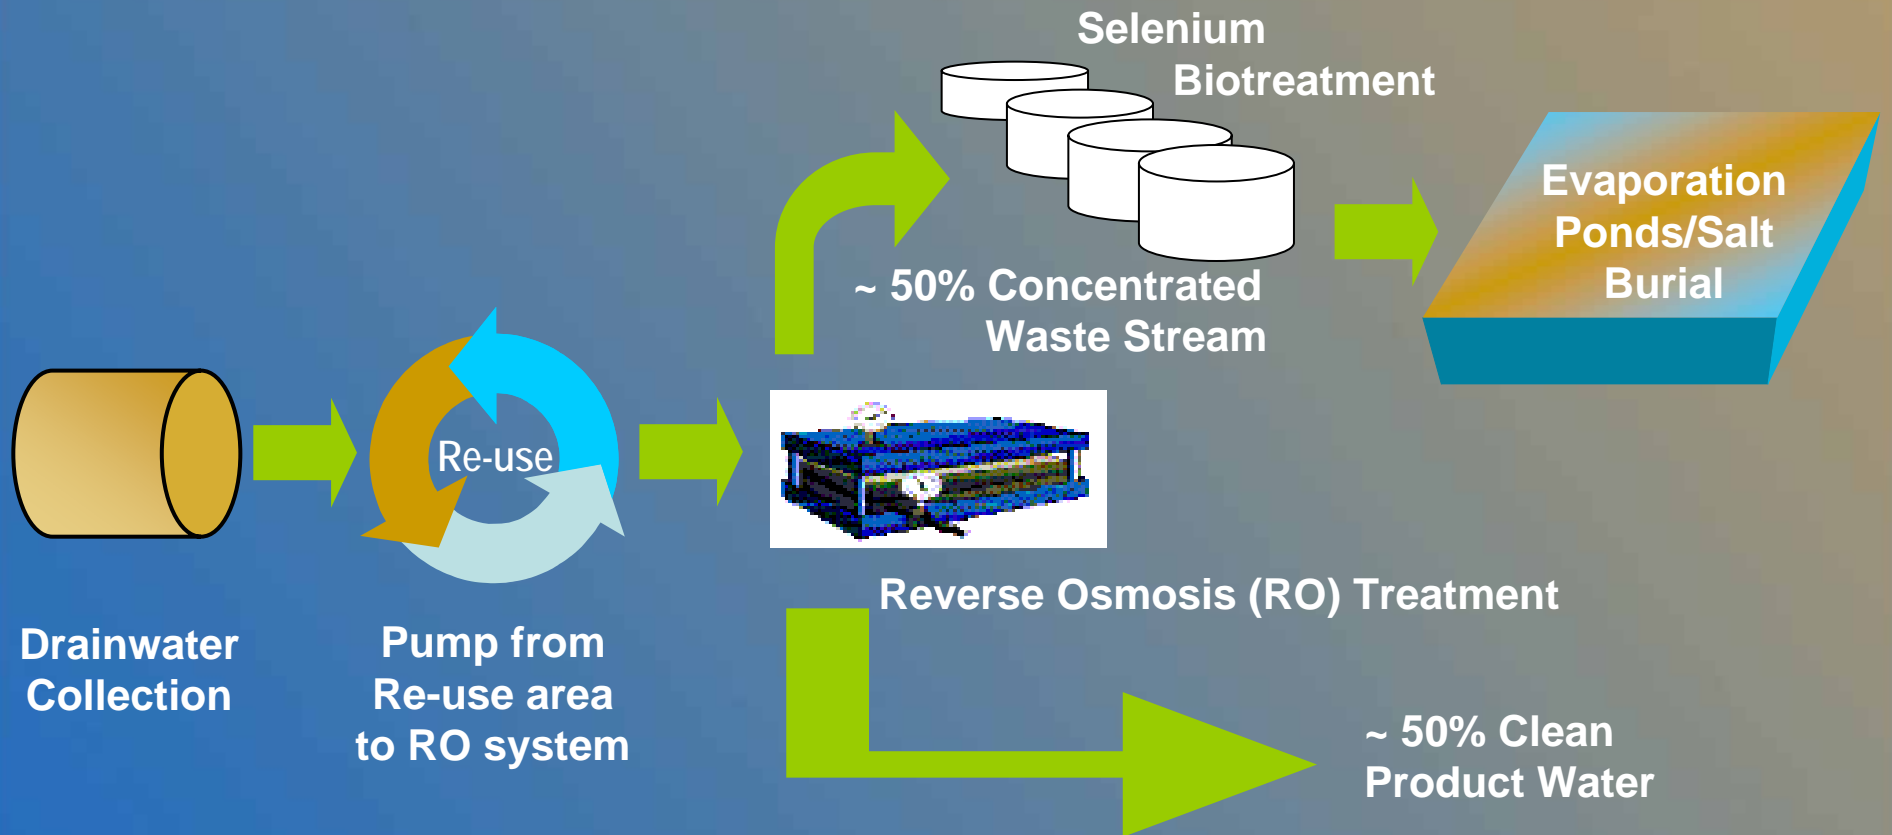 Selenium
Biotreatment
Evaporation
Ponds/Salt
Burial
~ 50% Concentrated
Waste Stream
Re-use
Reverse Osmosis (RO) Treatment
Drainwater
Collection
Pump from
Re-use area
to RO system
~ 50% Clean
Product Water